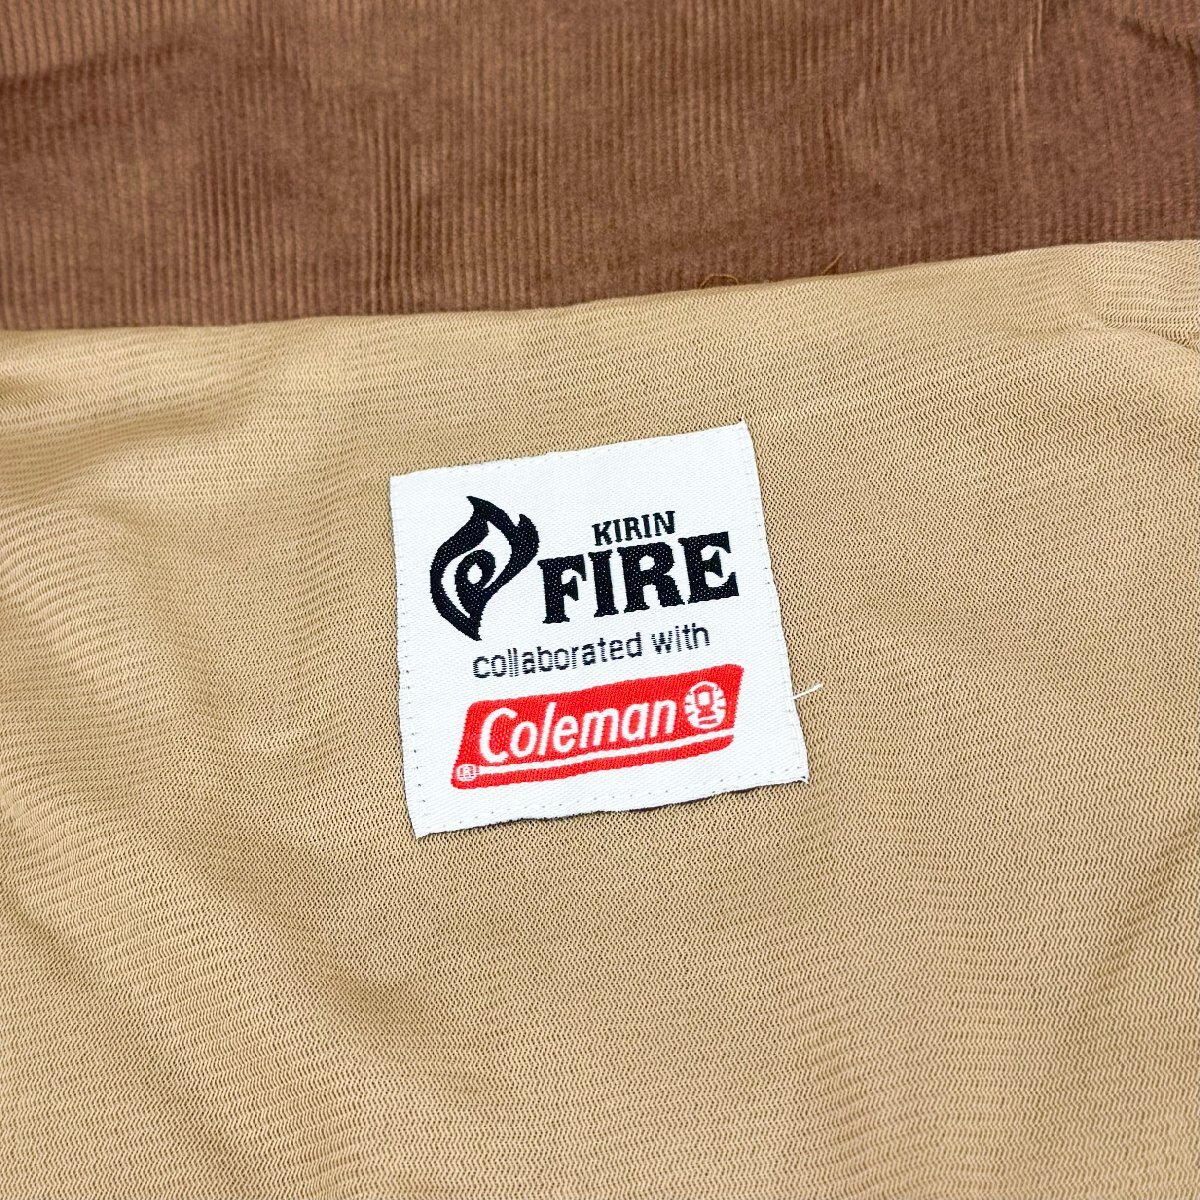 KIRIN
FIRE
collaborated with
Coleman
®